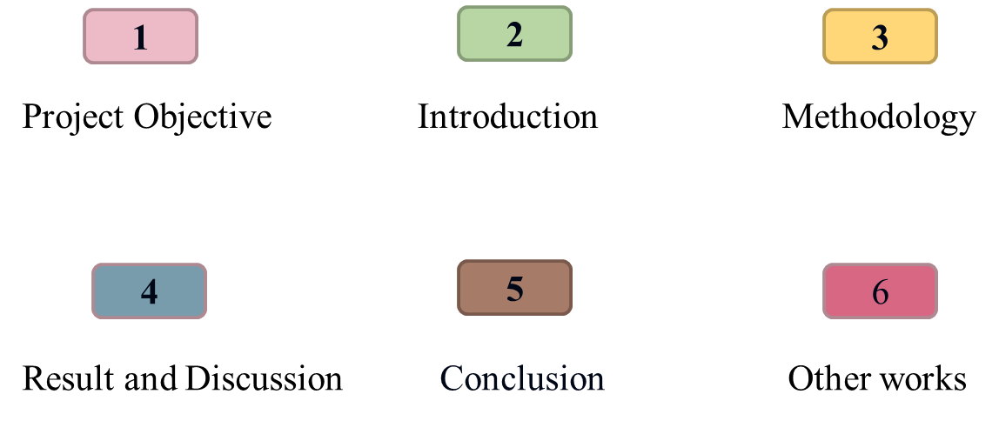 1
2
3
Project Objective
Introduction
Methodology
4
5
6
Result and Discussion
Conclusion
Other works